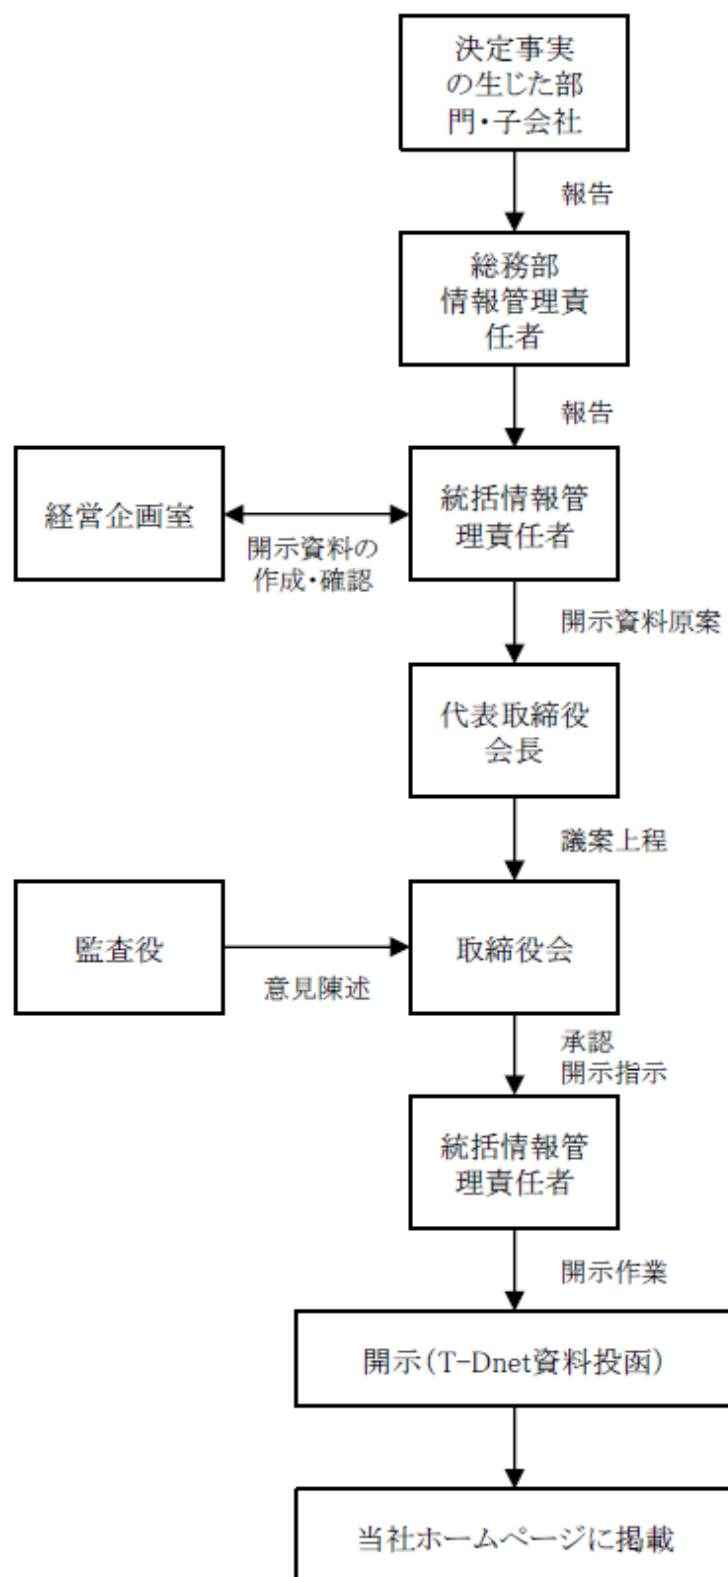 決定事実
の生じた部
門・子会社
報告
総務部
情報管理責
任者
報告
経営企画室
統括情報管
理責任者
開示資料の
作成・確認
開示資料原案
代表取締役
会長
議案上程
監査役
取締役会
意見陳述
承認
開示指示
統括情報管
理責任者
開示作業
開示(T-Dnet資料投函)
当社ホームページに掲載